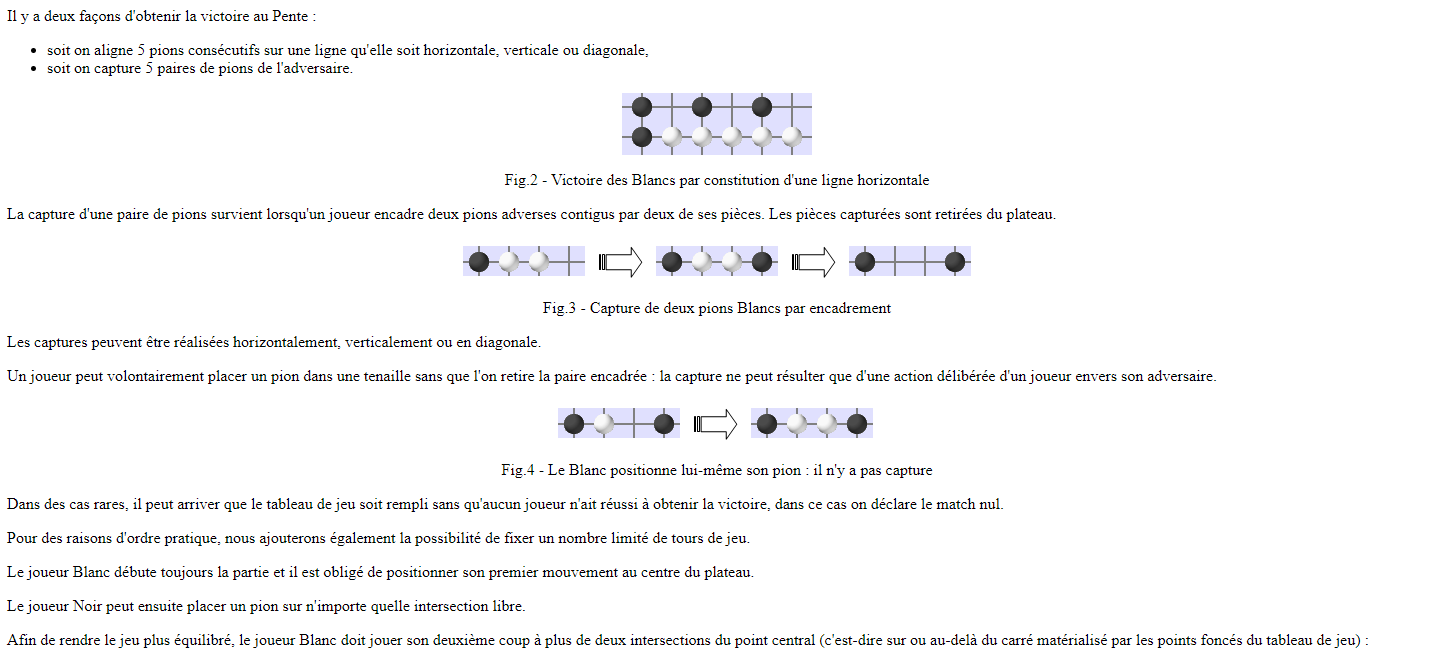 Il y a deux façons d'obtenir la victoire au Pente :
soit on aligne 5 pions consécutifs sur une ligne qu'elle soit horizontale, verticale ou diagonale,
soit on capture 5 paires de pions de l'adversaire.
Fig.2 - Victoire des Blancs par constitution d'une ligne horizontale
La capture d'une paire de pions survient lorsqu'un joueur encadre deux pions adverses contigus par deux de ses pièces. Les pièces capturées sont retirées du plateau.
Fig.3 - Capture de deux pions Blancs par encadrement
Les captures peuvent être réalisées horizontalement, verticalement ou en diagonale.
Un joueur peut volontairement placer un pion dans une tenaille sans que l'on retire la paire encadrée : la capture ne peut résulter que d'une action délibérée d'un joueur envers son adversaire.
Fig.4 - Le Blanc positionne lui-même son pion : il n'y a pas capture
Dans des cas rares, il peut arriver que le tableau de jeu soit rempli sans qu'aucun joueur n'ait réussi à obtenir la victoire, dans ce cas on déclare le match nul.
Pour des raisons d'ordre pratique, nous ajouterons également la possibilité de fixer un nombre limité de tours de jeu.
Le joueur Blanc débute toujours la partie et il est obligé de positionner son premier mouvement au centre du plateau.
Le joueur Noir peut ensuite placer un pion sur n'importe quelle intersection libre.
Afin de rendre le jeu plus équilibré, le joueur Blanc doit jouer son deuxième coup à plus de deux intersections du point central (c'est-dire sur ou au-delà du carré matérialisé par les points foncés du tableau de jeu) :